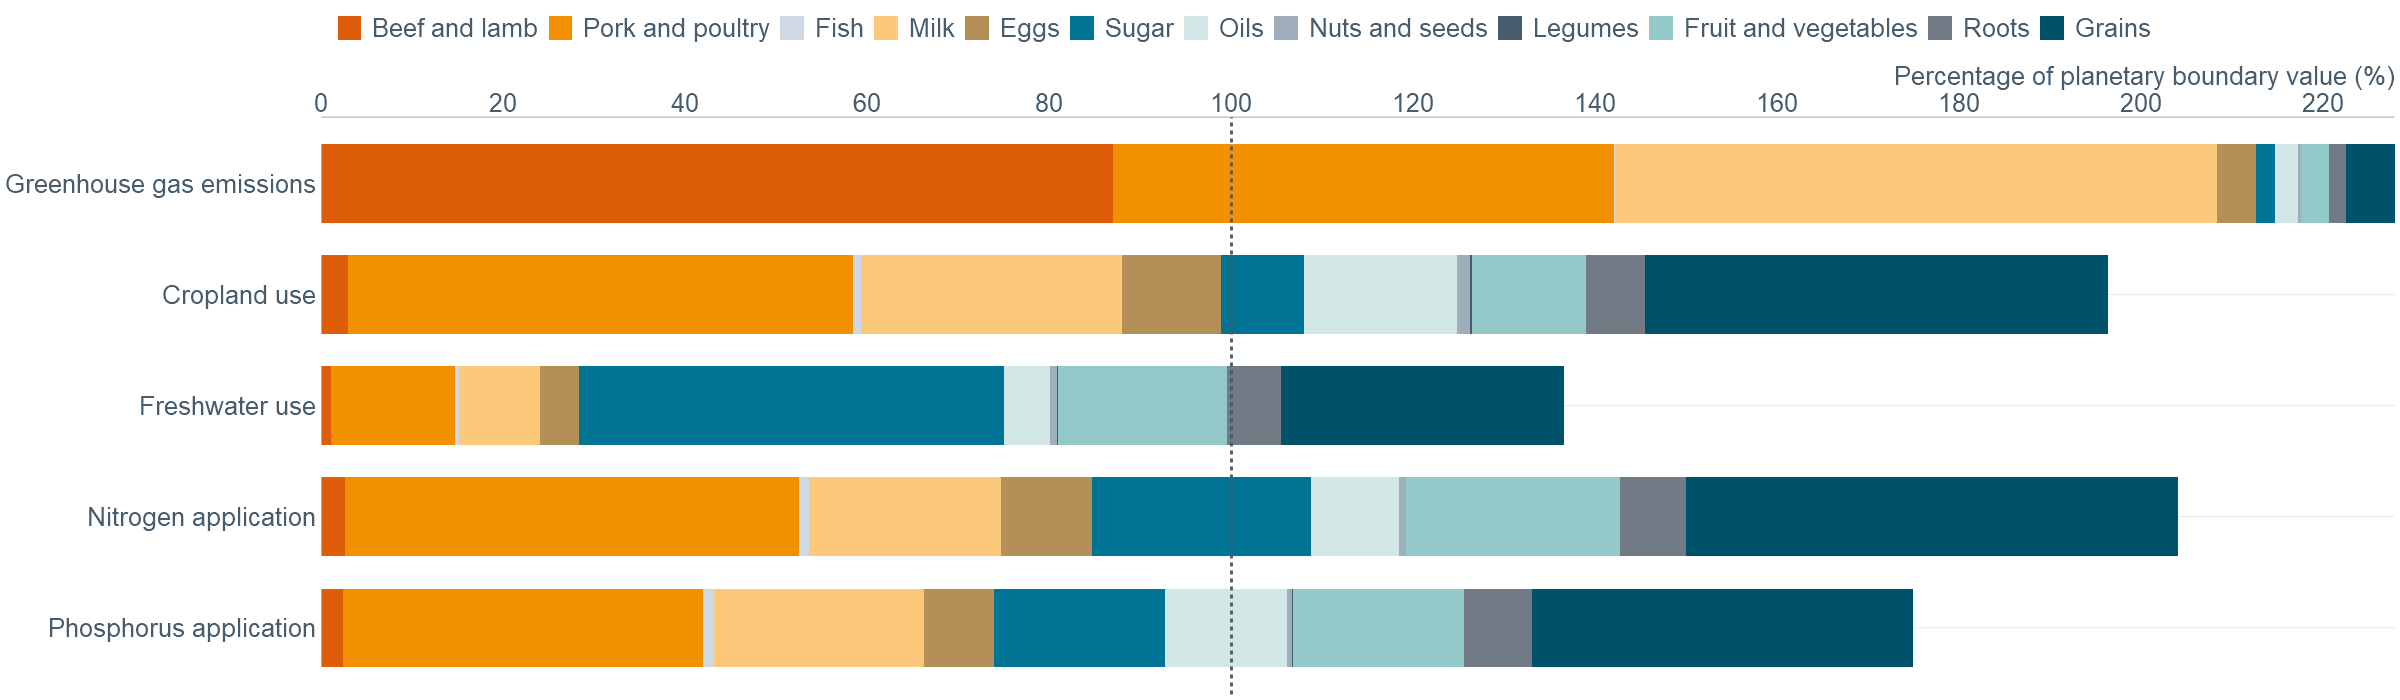 Beef and lamb Pork and poultry Fish Milk Eggs Sugar Oils Nuts and seeds Legumes Fruit and vegetables Roots Grains
Percentage of planetary boundary value (%)
0 20 40 60 80 100 120 140 160 180 200 220
Greenhouse gas emissions
Cropland use
Freshwater use
Nitrogen application
Phosphorus application